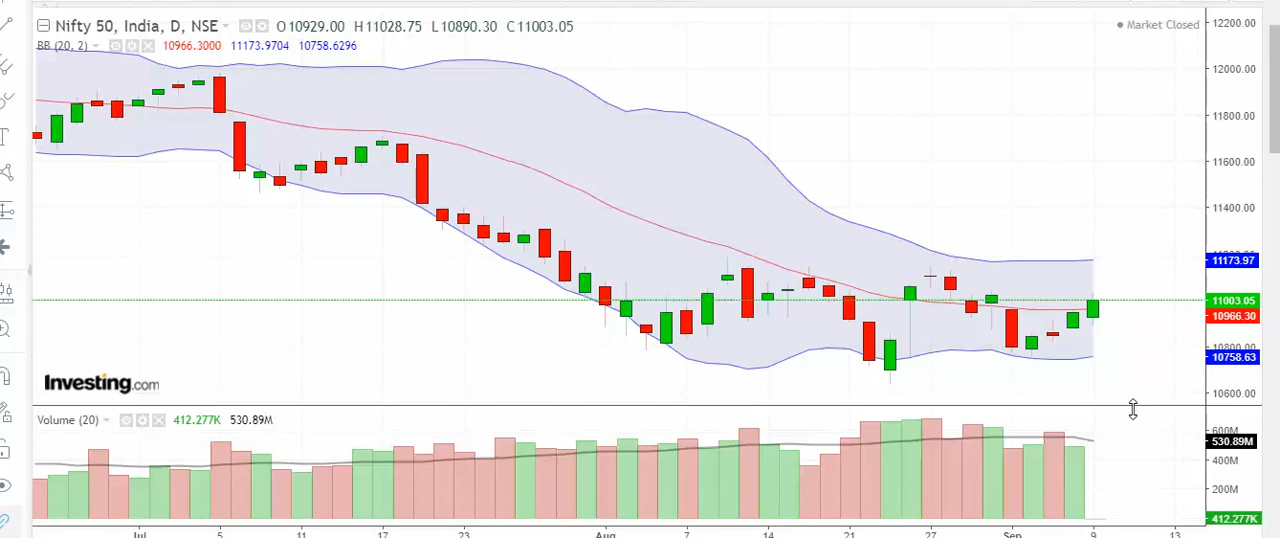 Nifty 50, India, D, NSE O10929.00 H11028.75 L10890.30 C11003.05
Market Closed
BB (20, 2) 10966.3000 11173.9704 10758.6296
12200.00
12000.00
11800.00
11600.00
11400.00
11173.97
11003.05
10966.30
10800.00
10758.63
10600.00
Investing.com
Volume (20) 412.277K 530.89M
600M
530.89M
400M
200M
412.277K
Jul 5 11 17 23 Aug 7 14 21 27 Sep 9 13